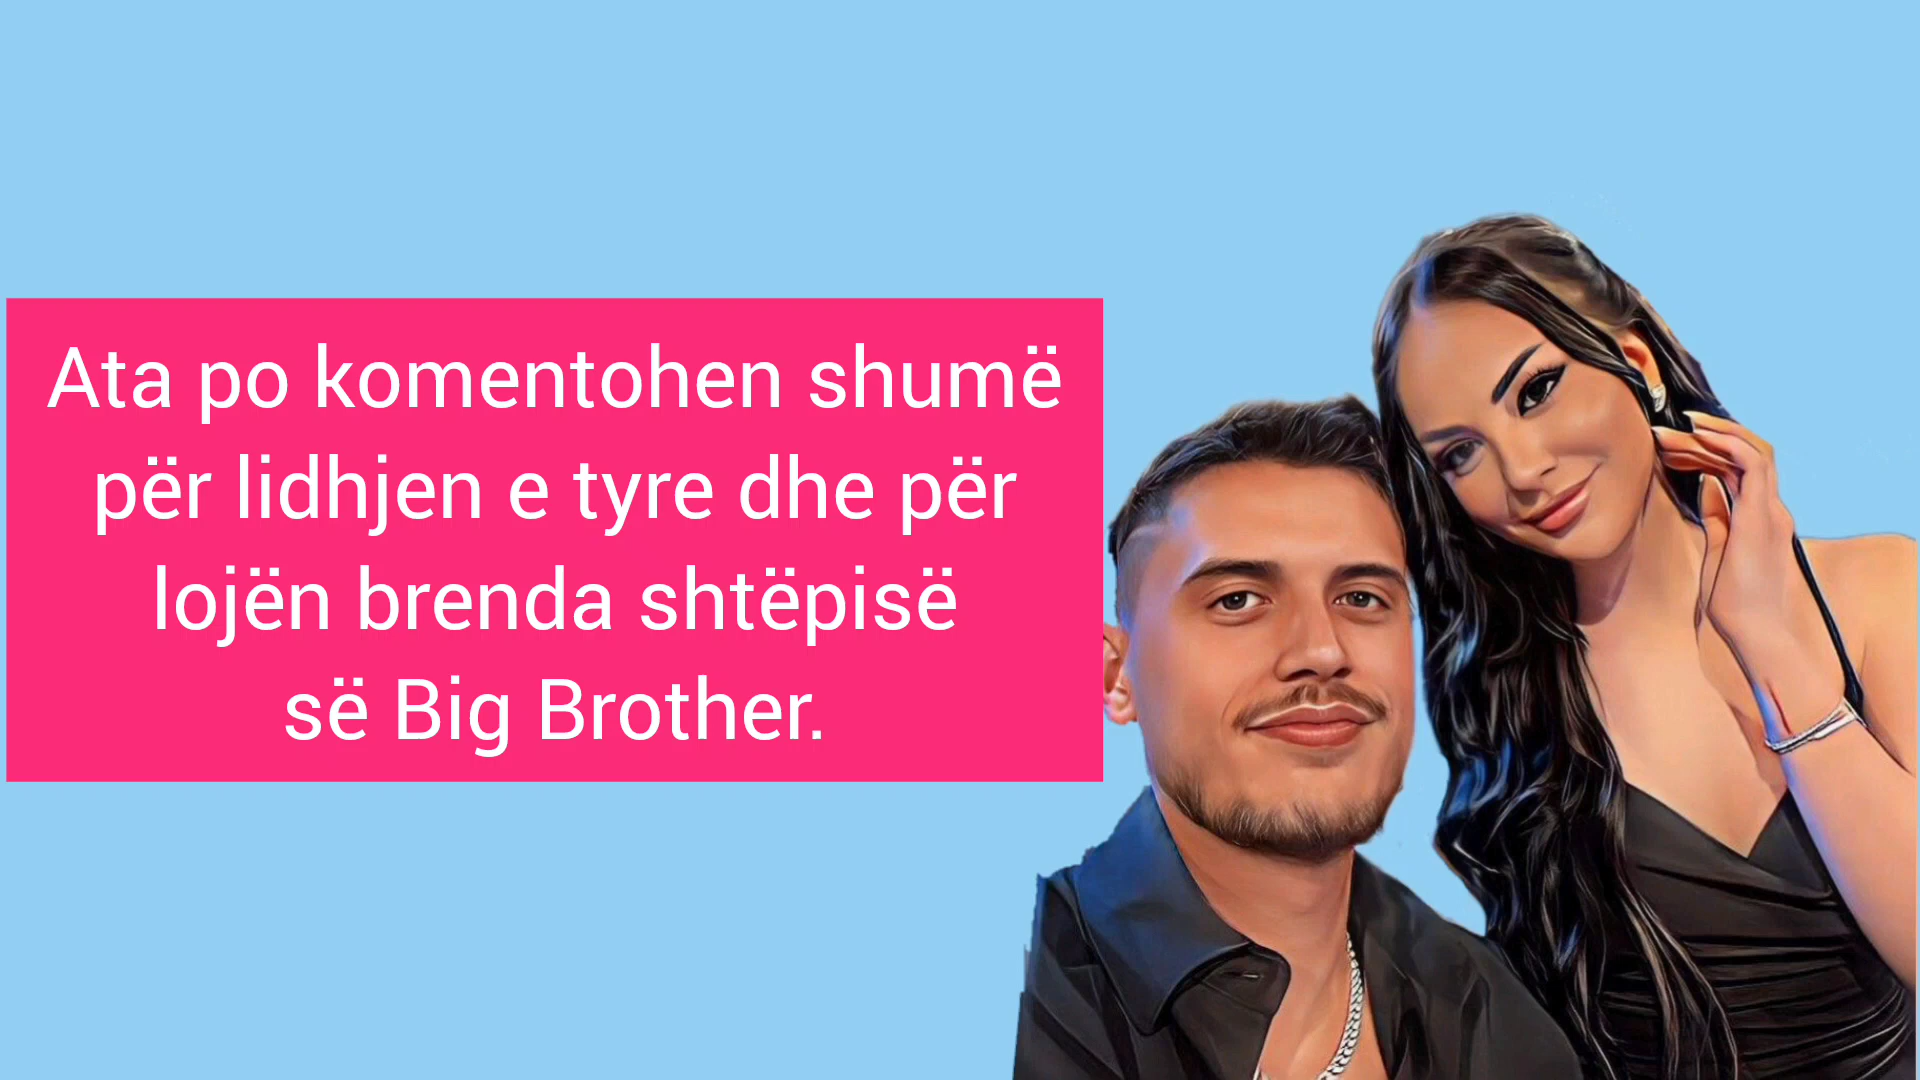 Ata po komentohen shumë
për lidhjen e tyre dhe për
lojën brenda shtëpisë
së Big Brother.